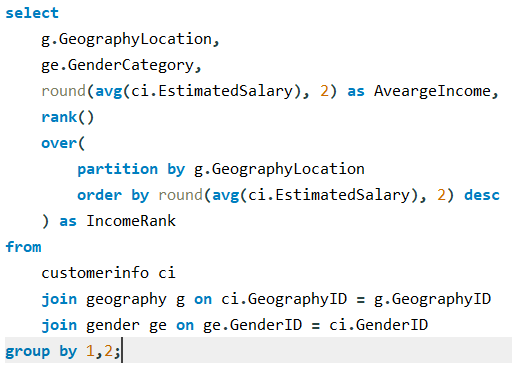 select
g.GeographyLocation,
ge.GenderCategory,
round(avg(ci.EstimatedSalary), 2) as AveargeIncome,
rank()
over(
partition by g.GeographyLocation
order by round(avg(ci.EstimatedSalary), 2) desc
) as IncomeRank
from
customerinfo ci
join geography g on ci.GeographyID = g.GeographyID
join gender ge on ge.GenderID = ci.GenderID
group by 1,2;